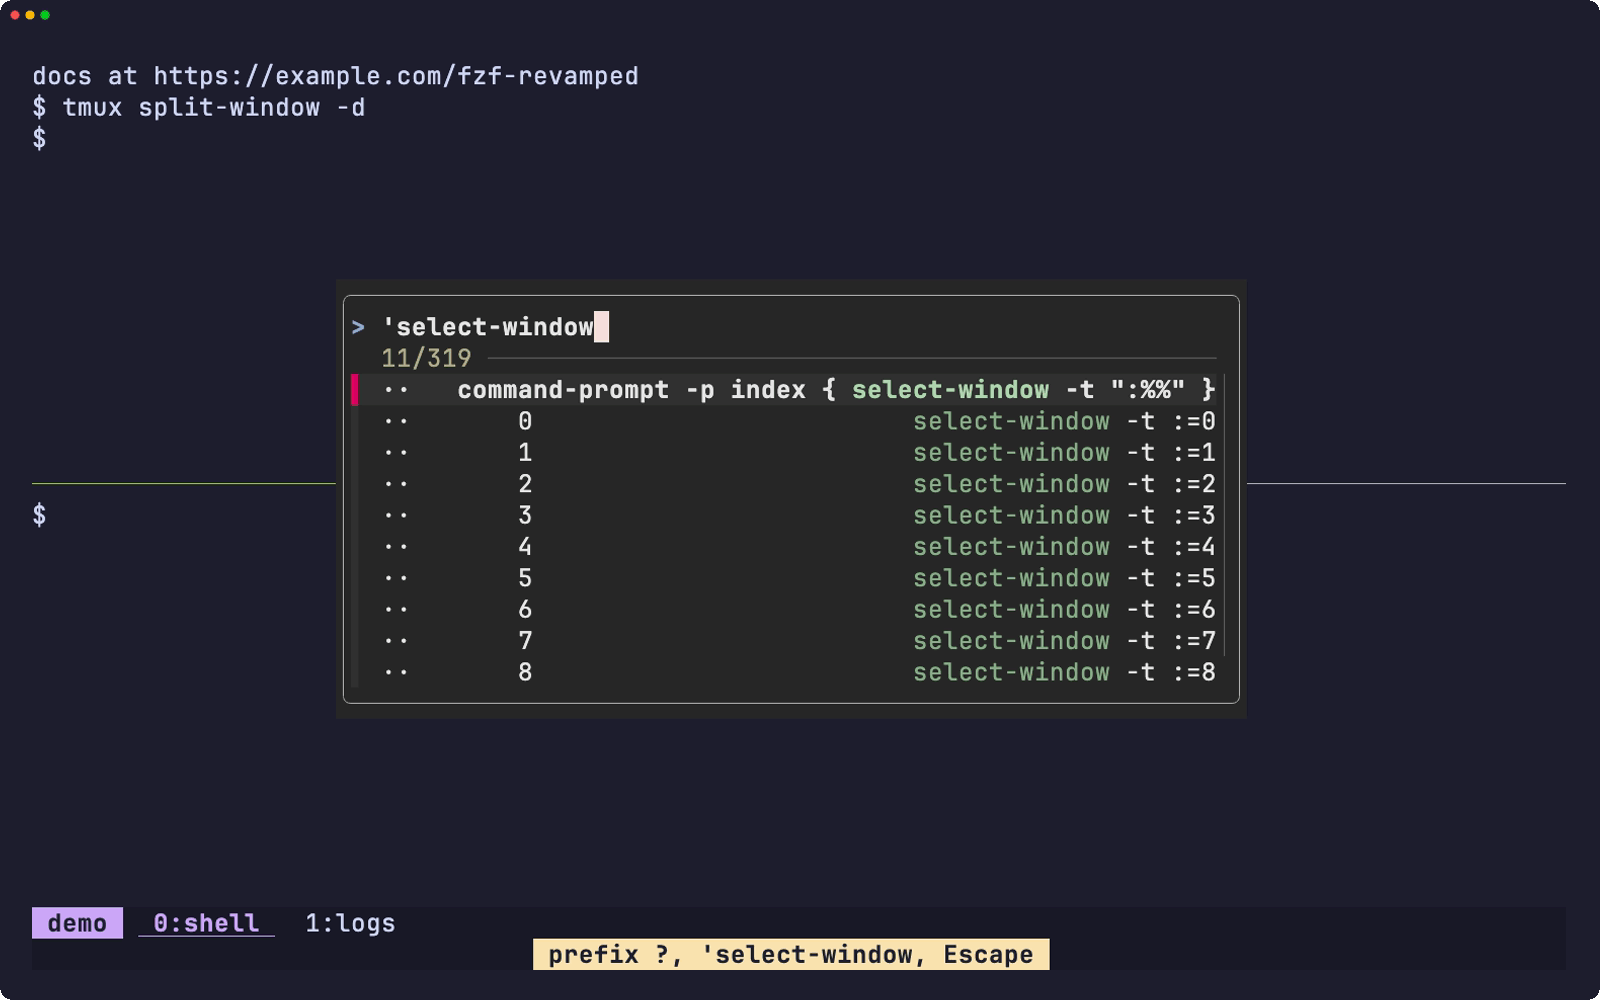 docs at https://example.com/fzf-revamped
$ tmux split-window -d
$
> 'select-window
11/319
·· command-prompt -p index { select-window -t ":%%" }
·· 0 select-window -t :=0
·· 1 select-window -t :=1
·· 2 select-window -t :=2
·· 3 select-window -t :=3
·· 4 select-window -t :=4
·· 5 select-window -t :=5
·· 6 select-window -t :=6
·· 7 select-window -t :=7
·· 8 select-window -t :=8
$
demo 0:shell 1:logs
prefix ?, 'select-window, Escape